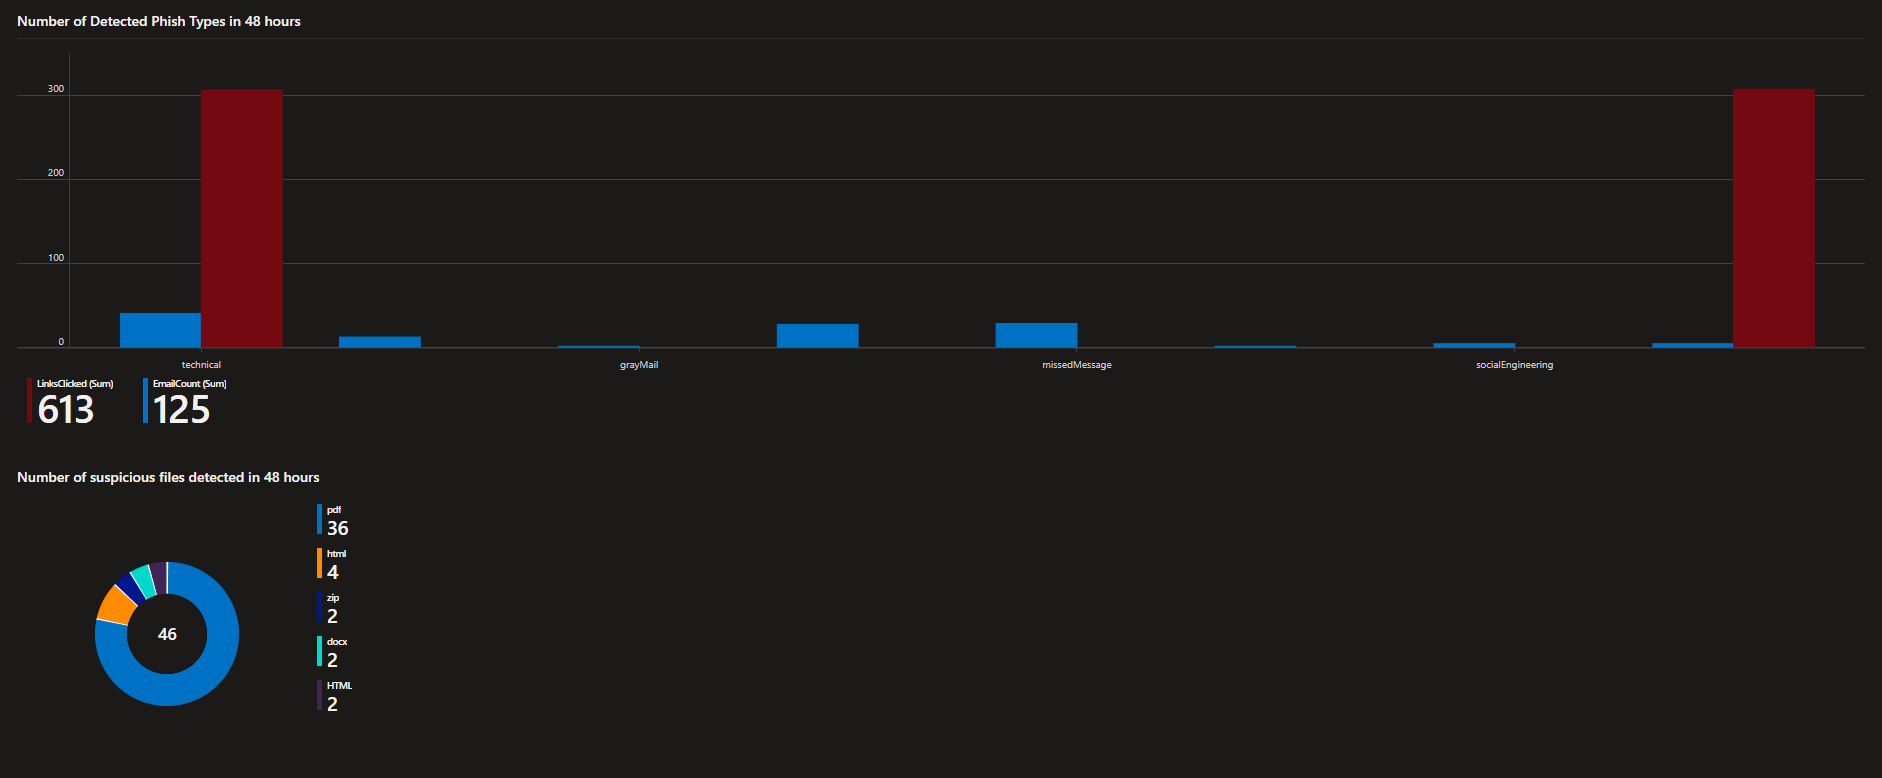 Number of Detected Phish Types in 48 hours
300
200
100
0
technical
grayMail
missedMessage
socialEngineering
LinksClicked (Sum)
613
EmailCount (Sum)
125
Number of suspicious files detected in 48 hours
46
pdf
36
html
4
zip
2
docx
2
HTML
2